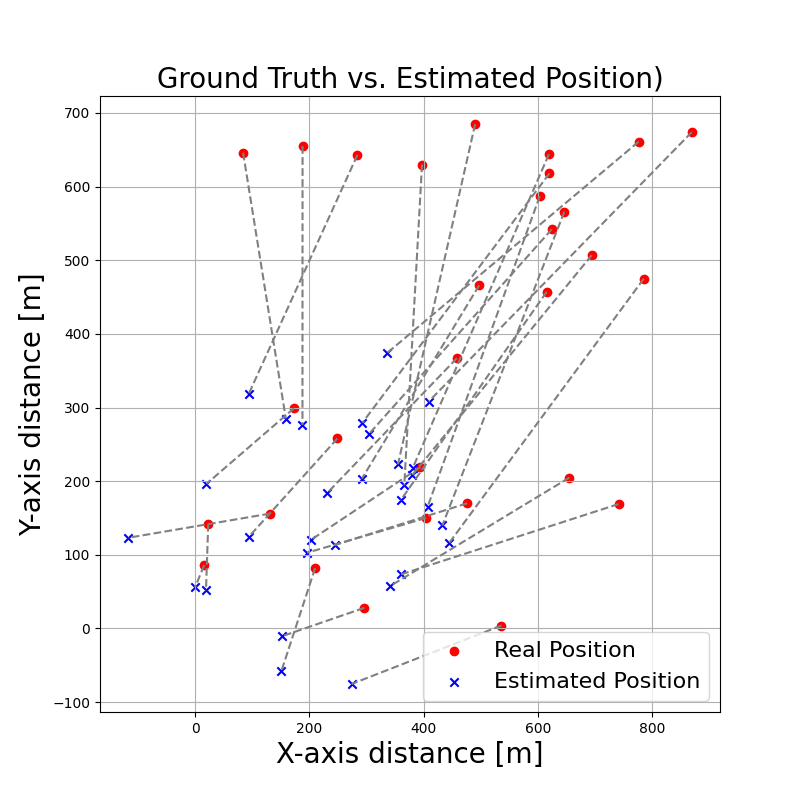 Ground Truth vs. Estimated Position)
Y-axis distance [m]
700
600
500
400
300
200
100
0
−100
0 200 400 600 800
X-axis distance [m]
Real Position
Estimated Position